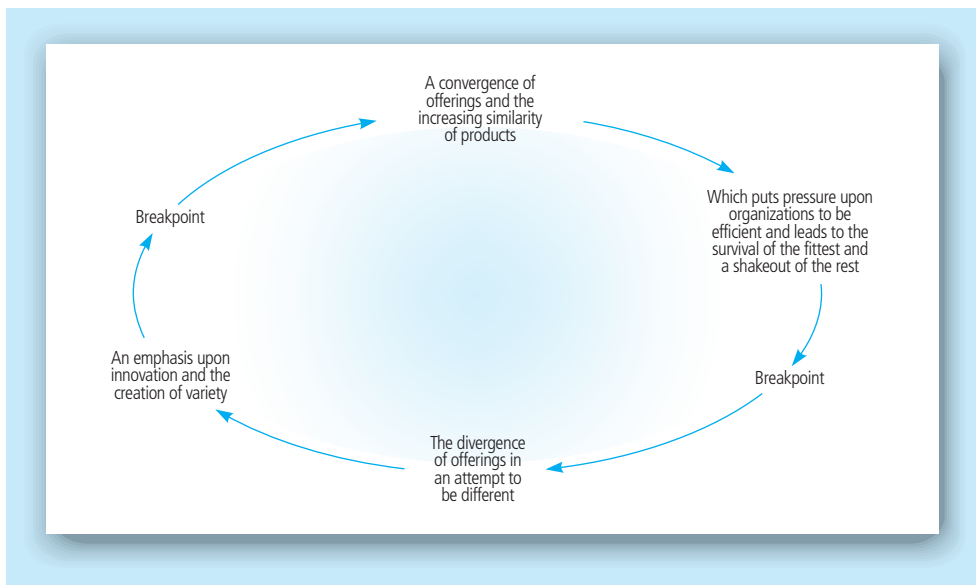 A convergence of
offerings and the
increasing similarity
of products
Which puts pressure upon
organizations to be
efficient and leads to the
survival of the fittest and
a shakeout of the rest
Breakpoint
The divergence
of offerings in
an attempt to
be different
An emphasis upon
innovation and the
creation of variety
Breakpoint